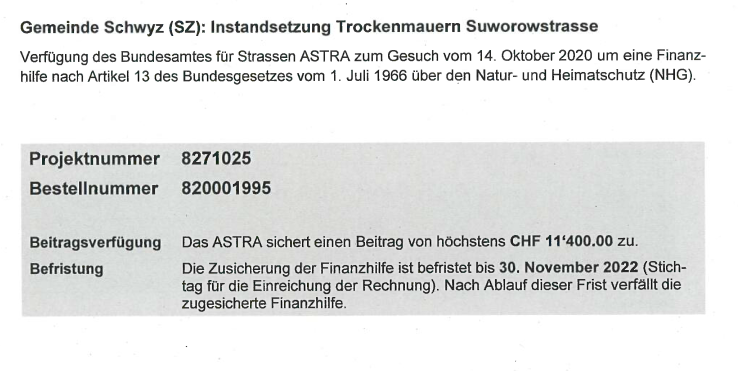 Gemeinde Schwyz (SZ): Instandsetzung Trockenmauern Suworowstrasse
Verfügung des Bundesamtes für Strassen ASTRA zum Gesuch vom 14. Oktober 2020 um eine Finanz-
hilfe nach Artikel 13 des Bundesgesetzes vom 1. Juli 1966 über den Natur- und Heimatschutz (NHG).
Projektnummer 8271025
Bestellnummer 820001995
Beitragsverfügung Das ASTRA sichert einen Beitrag von höchstens CHF 11'400.00 zu.
Befristung Die Zusicherung der Finanzhilfe ist befristet bis 30. November 2022 (Stich-
tag für die Einreichung der Rechnung). Nach Ablauf dieser Frist verfällt die
zugesicherte Finanzhilfe.